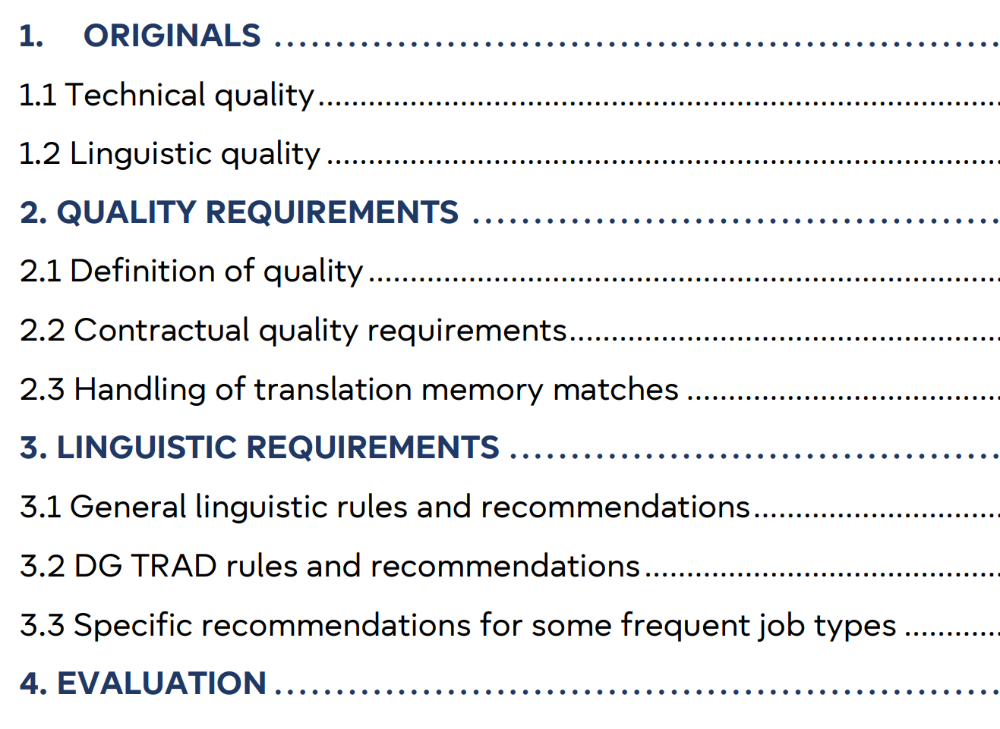 1. ORIGINALS ................................................................
1.1 Technical quality................................................................
1.2 Linguistic quality ................................................................
2. QUALITY REQUIREMENTS ............................................
2.1 Definition of quality................................................................
2.2 Contractual quality requirements....................................................
2.3 Handling of translation memory matches ......................................
3. LINGUISTIC REQUIREMENTS ........................................
3.1 General linguistic rules and recommendations..............................
3.2 DG TRAD rules and recommendations...........................................
3.3 Specific recommendations for some frequent job types ............
4. EVALUATION ................................................................